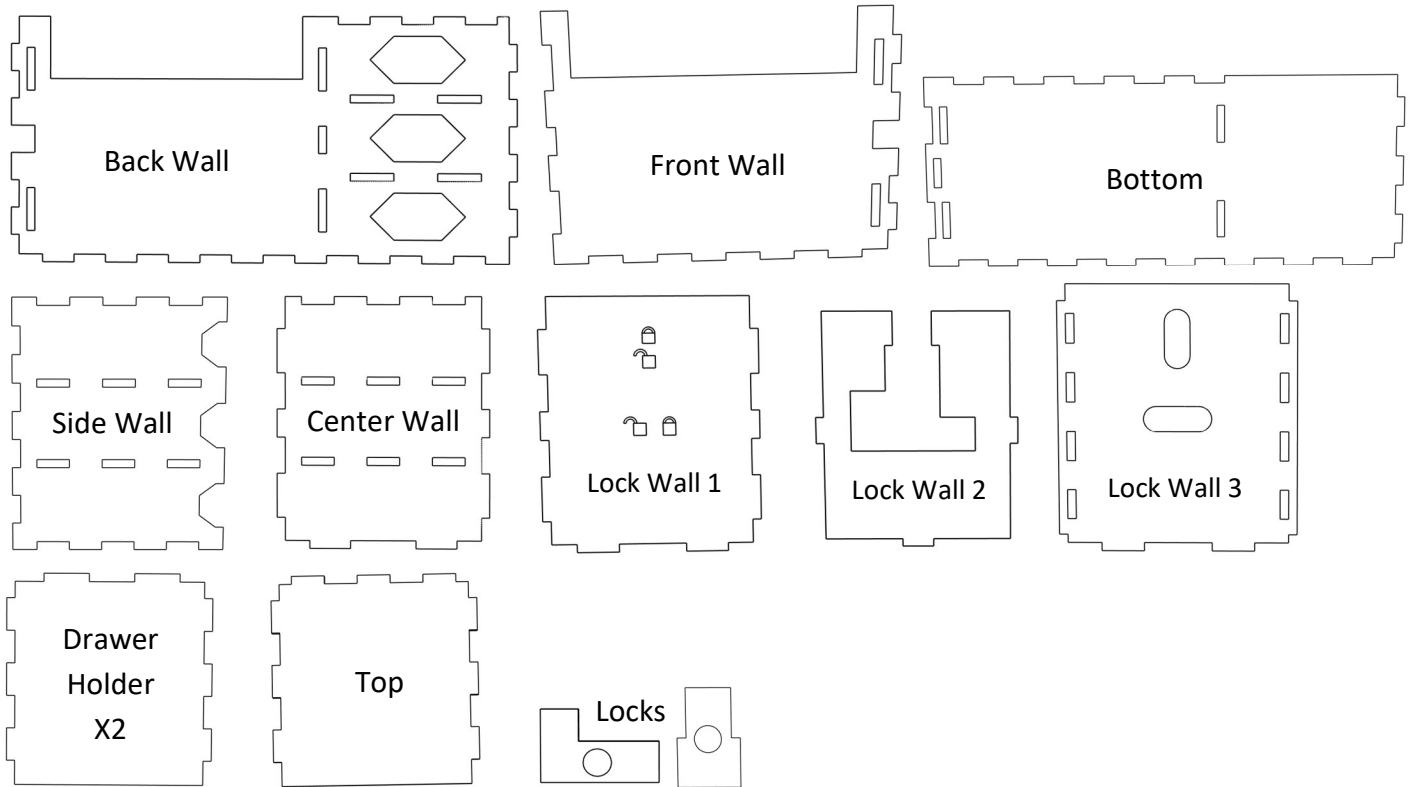 Back Wall
Front Wall
Bottom
Side Wall
Center Wall
Lock Wall 1
Lock Wall 2
Lock Wall 3
Drawer
Holder
X2
Top
Locks